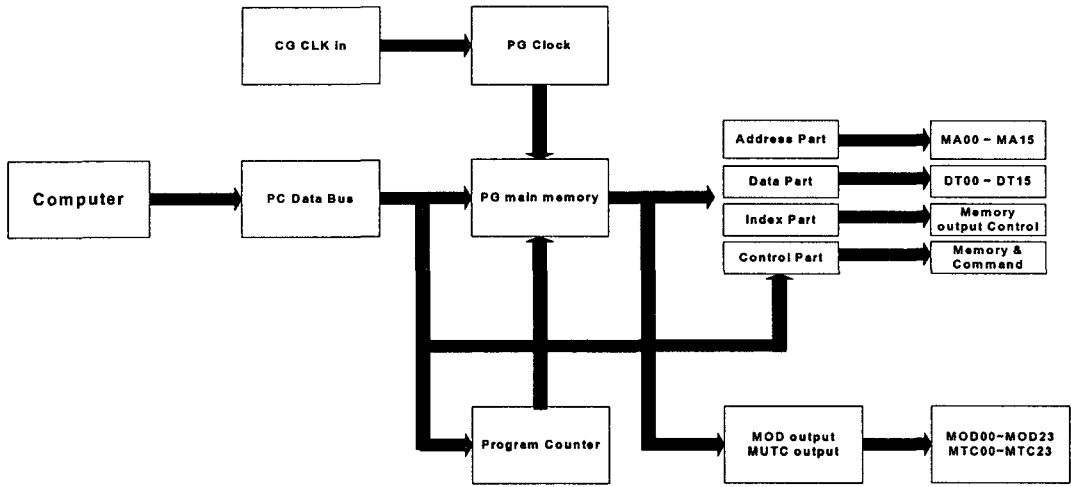 CG CLK in
PG Clock
Address Part
MA00 ~ MA15
Computer
PC Data Bus
PG main memory
Data Part
DT00 ~ DT15
Index Part
Memory
output Control
Control Part
Memory &
Command
Program Counter
MOD output
MUTC output
MOD00~MOD23
MTC00~MTC23